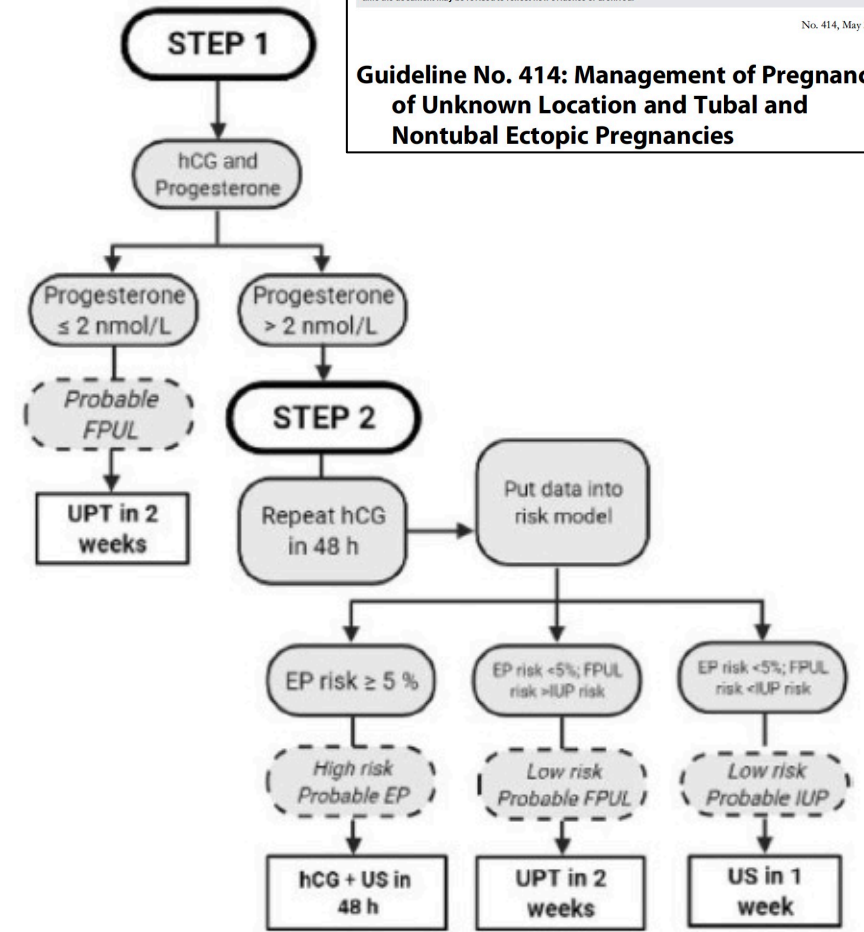 No. 414, May
Guideline No. 414: Management of Pregnanc
of Unknown Location and Tubal and
Nontubal Ectopic Pregnancies
STEP 1
hCG and
Progesterone
Progesterone
≤ 2 nmol/L
Progesterone
> 2 nmol/L
Probable
FPUL
UPT in 2
weeks
STEP 2
Repeat hCG
in 48 h
Put data into
risk model
EP risk ≥ 5 %
EP risk <5%; FPUL
risk >IUP risk
EP risk <5%; FPUL
risk <IUP risk
High risk
Probable EP
Low risk
Probable FPUL
Low risk
Probable IUP
hCG + US in
48 h
UPT in 2
weeks
US in 1
week